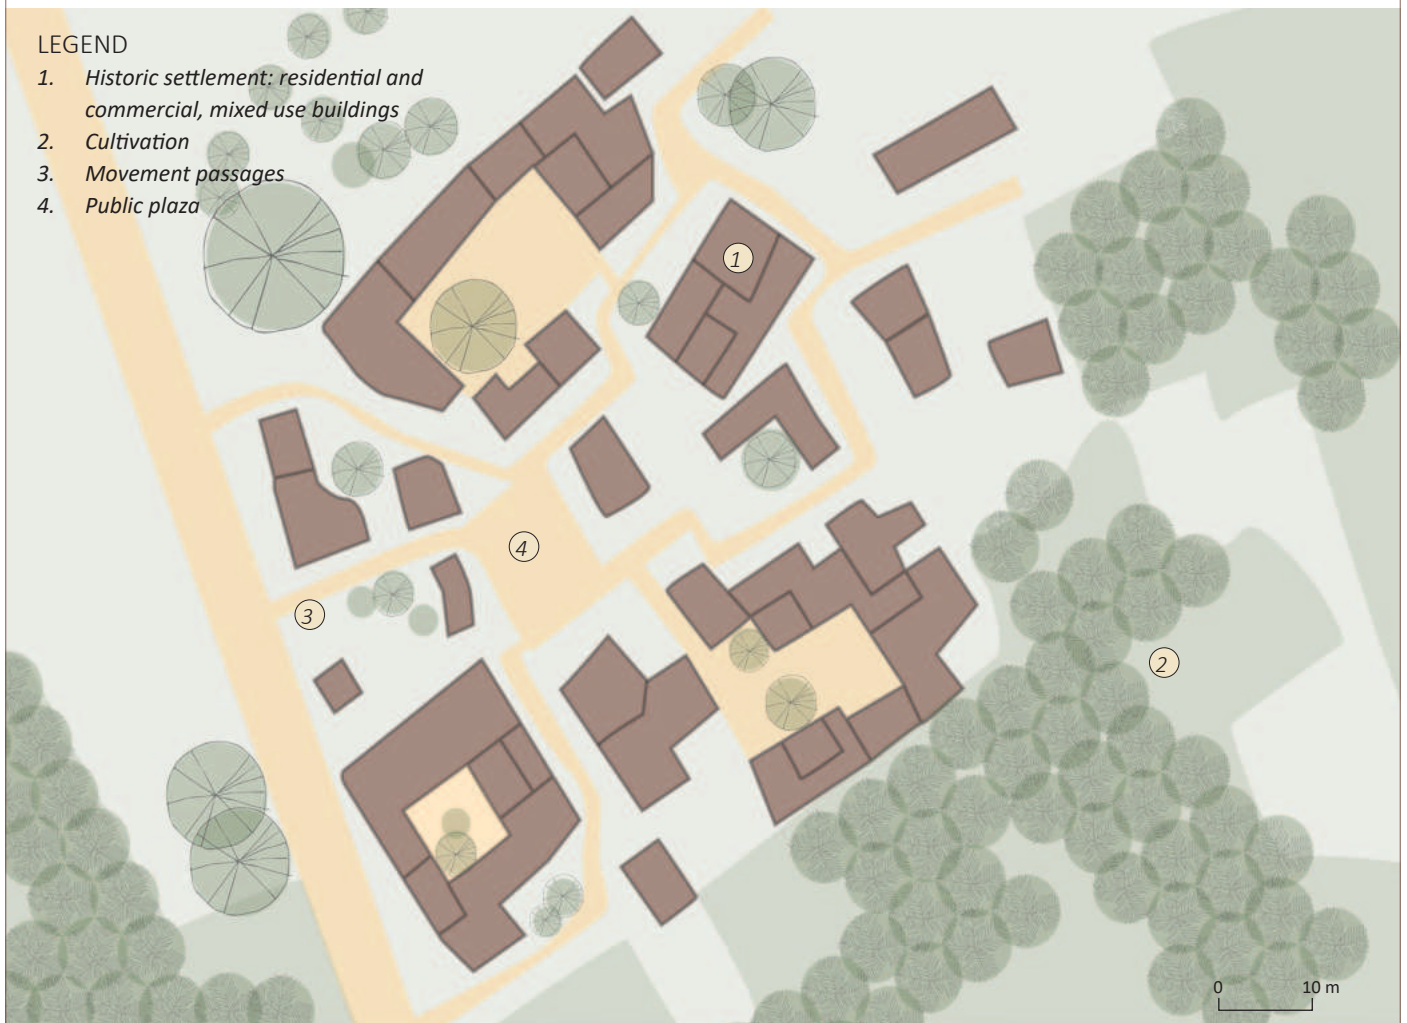 LEGEND
1. Historic settlement: residential and
commercial, mixed use buildings
2. Cultivation
3. Movement passages
4. Public plaza
1
4
3
2
0 10 m